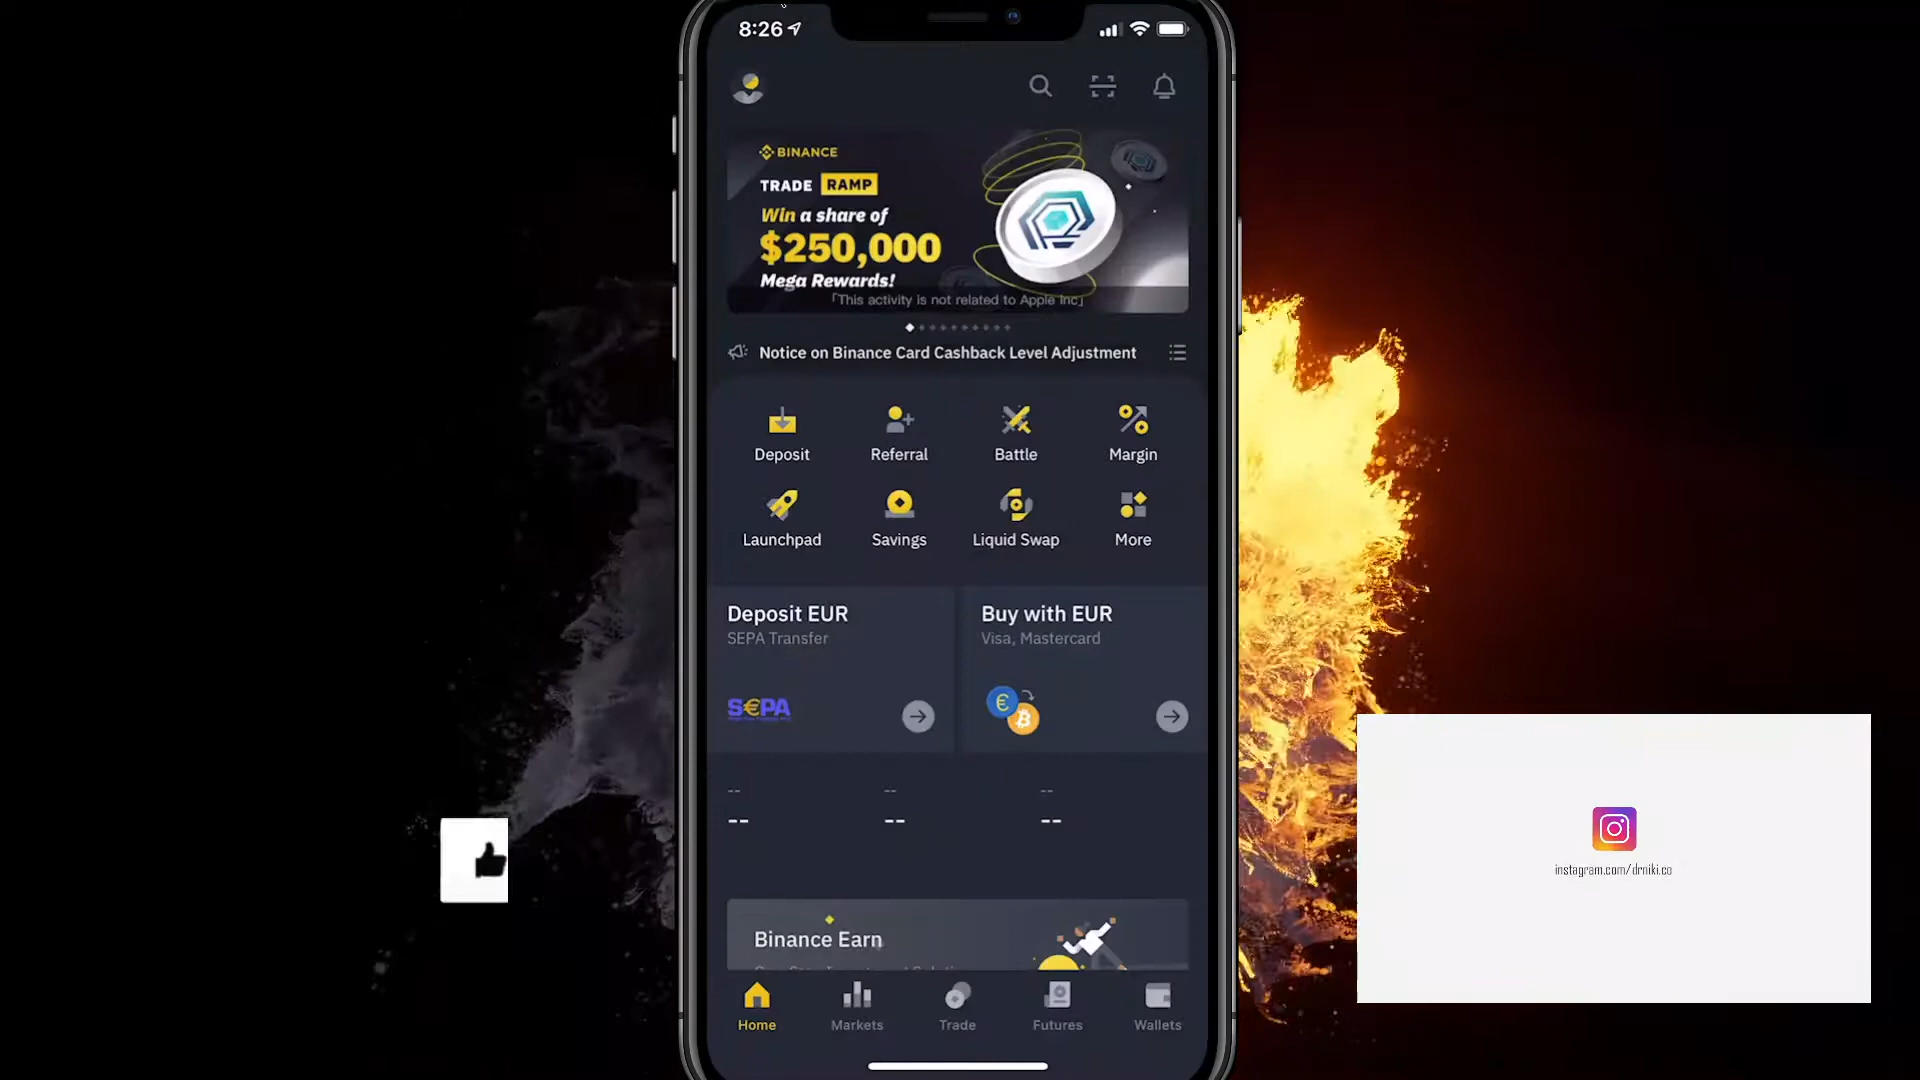 8:26
BINANCE
TRADE RAMP
Win a share of
$250,000
Mega Rewards!
「This activity is not related to Apple Inc」
Notice on Binance Card Cashback Level Adjustment
Deposit
Referral
Battle
Margin
Launchpad
Savings
Liquid Swap
More
Deposit EUR
SEPA Transfer
S€PA
Buy with EUR
Visa, Mastercard
-- -- --
-- -- --
Binance Earn
Home
Markets
Trade
Futures
Wallets
instagram.com/drniki.co